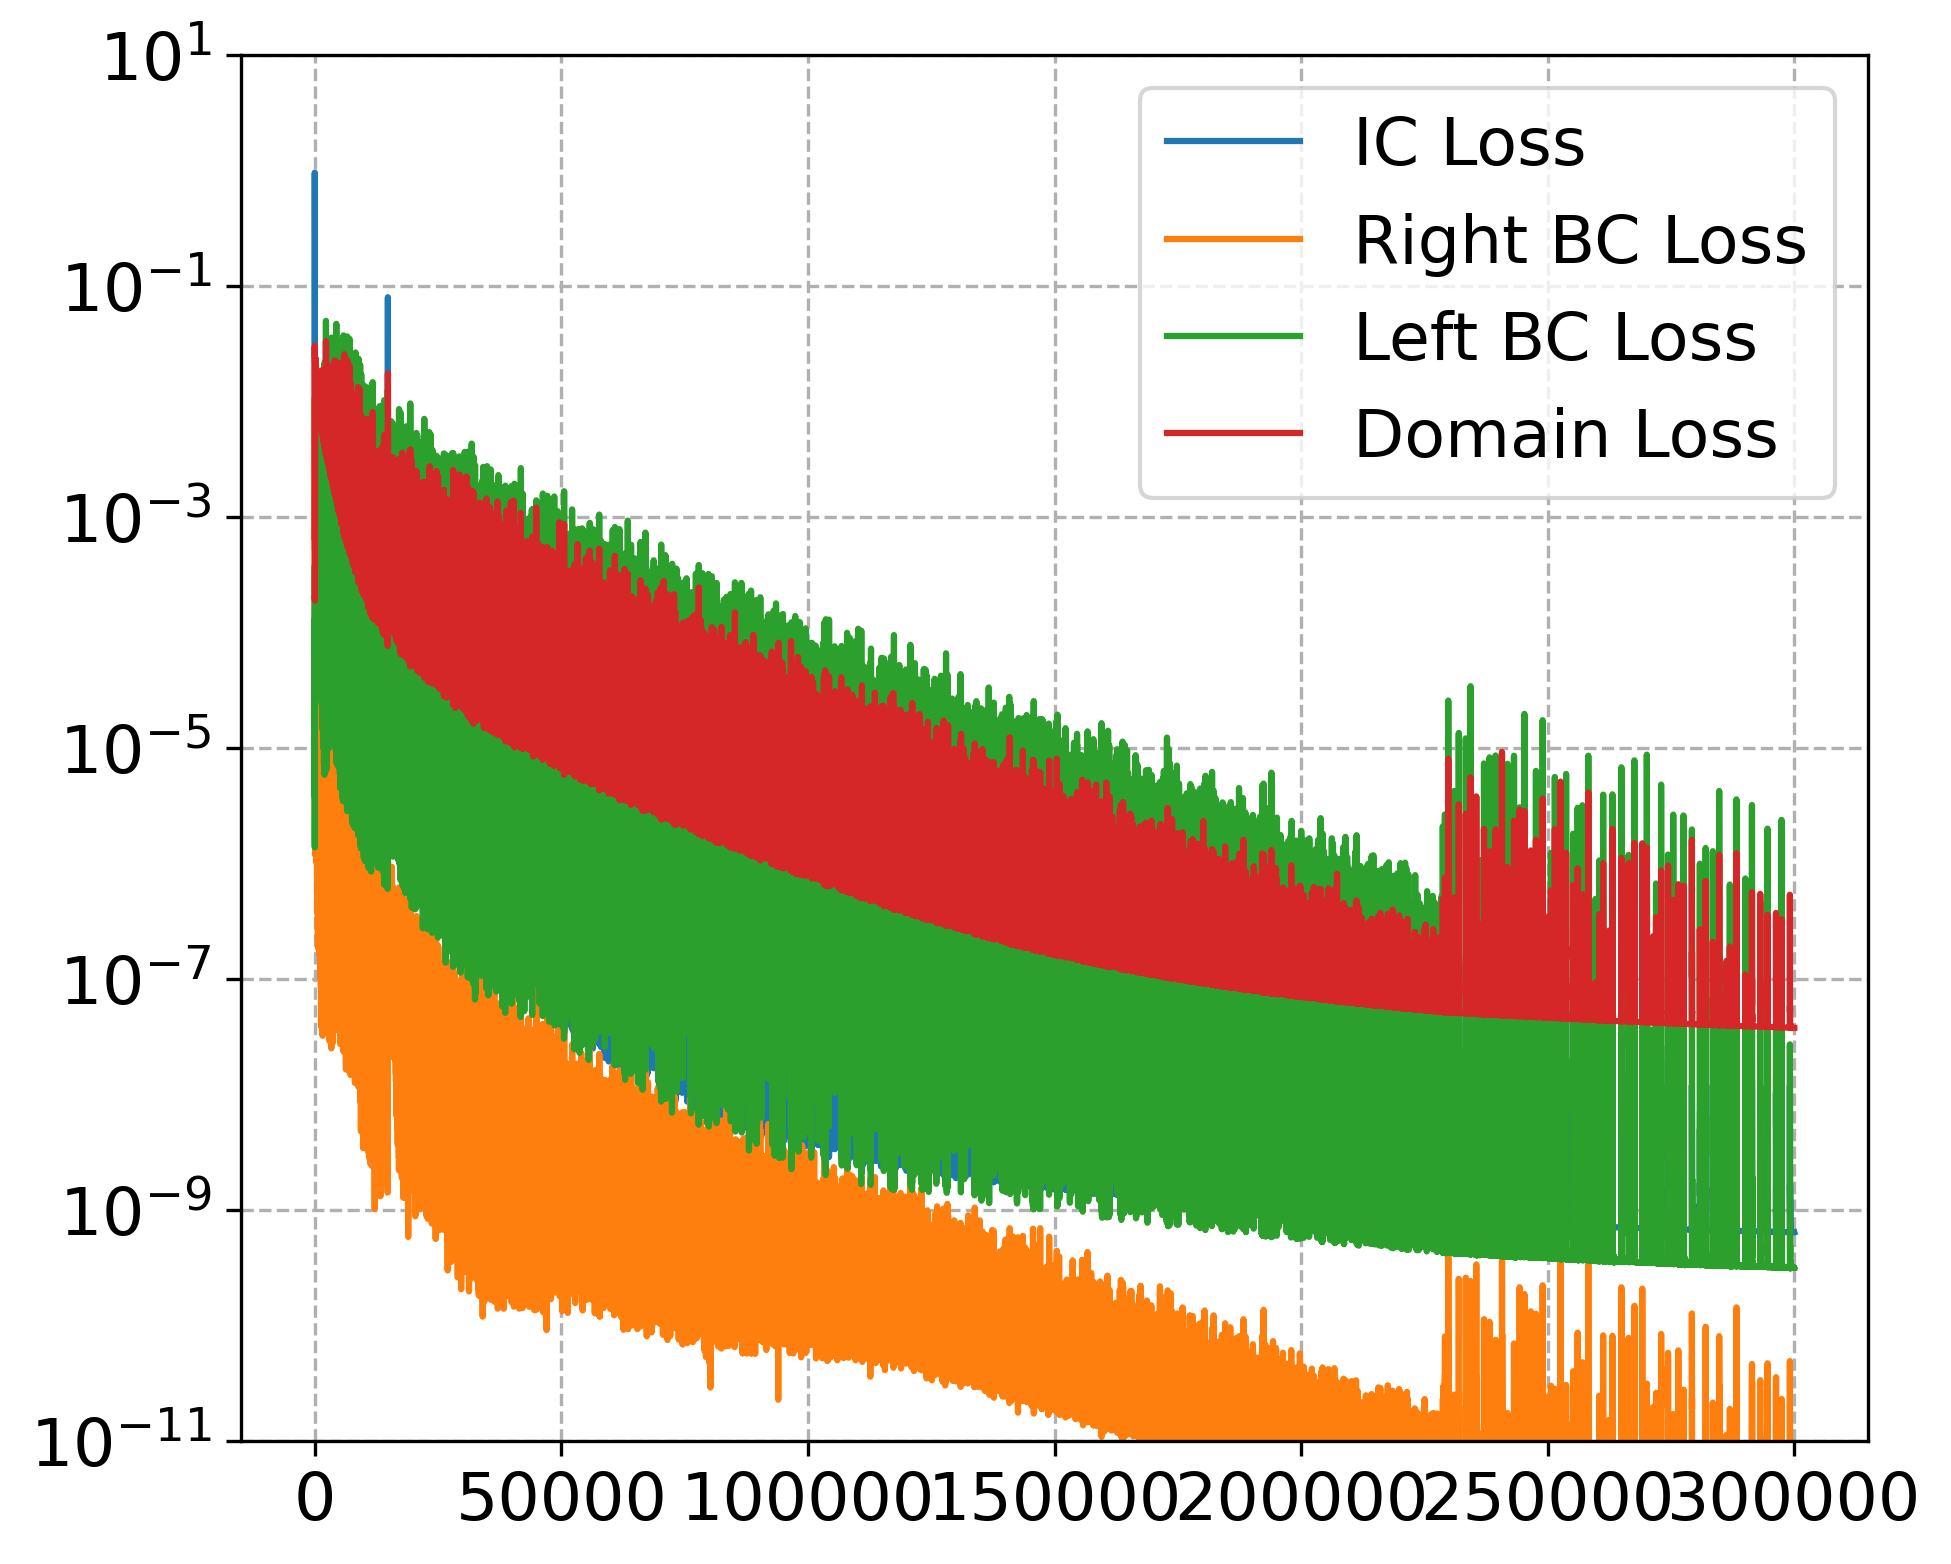 10^1
10^−1
10^−3
10^−5
10^−7
10^−9
10^−11
IC Loss
Right BC Loss
Left BC Loss
Domain Loss
0 50000 100000 150000 200000 250000 300000